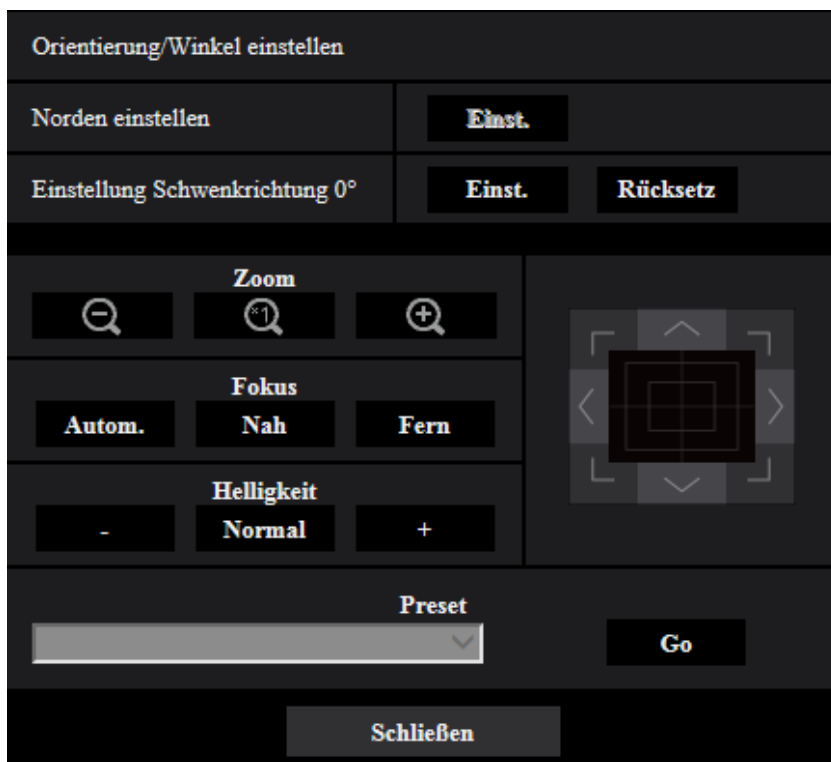 Orientierung/Winkel einstellen
Norden einstellen Einst.
Einstellung Schwenkrichtung 0° Einst. Rücksetz
Zoom
×1
Fokus
Autom. Nah Fern
Helligkeit
- Normal +
Preset
Go
Schließen